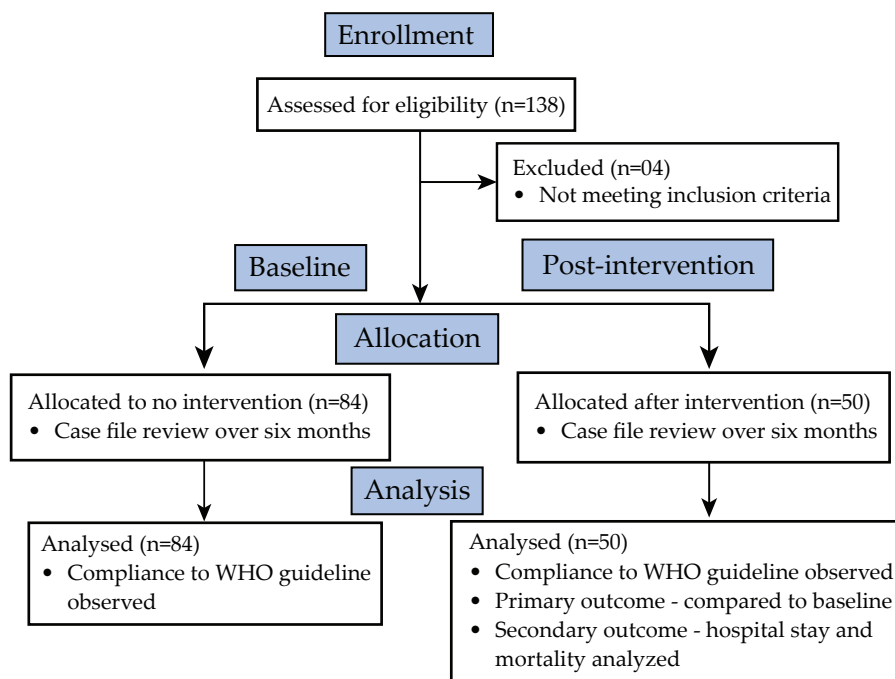 Enrollment
Assessed for eligibility (n=138)
Excluded (n=04)
• Not meeting inclusion criteria
Baseline
Post-intervention
Allocation
Allocated to no intervention (n=84)
• Case file review over six months
Allocated after intervention (n=50)
• Case file review over six months
Analysis
Analysed (n=84)
• Compliance to WHO guideline
observed
Analysed (n=50)
• Compliance to WHO guideline observed
• Primary outcome - compared to baseline
• Secondary outcome - hospital stay and
mortality analyzed